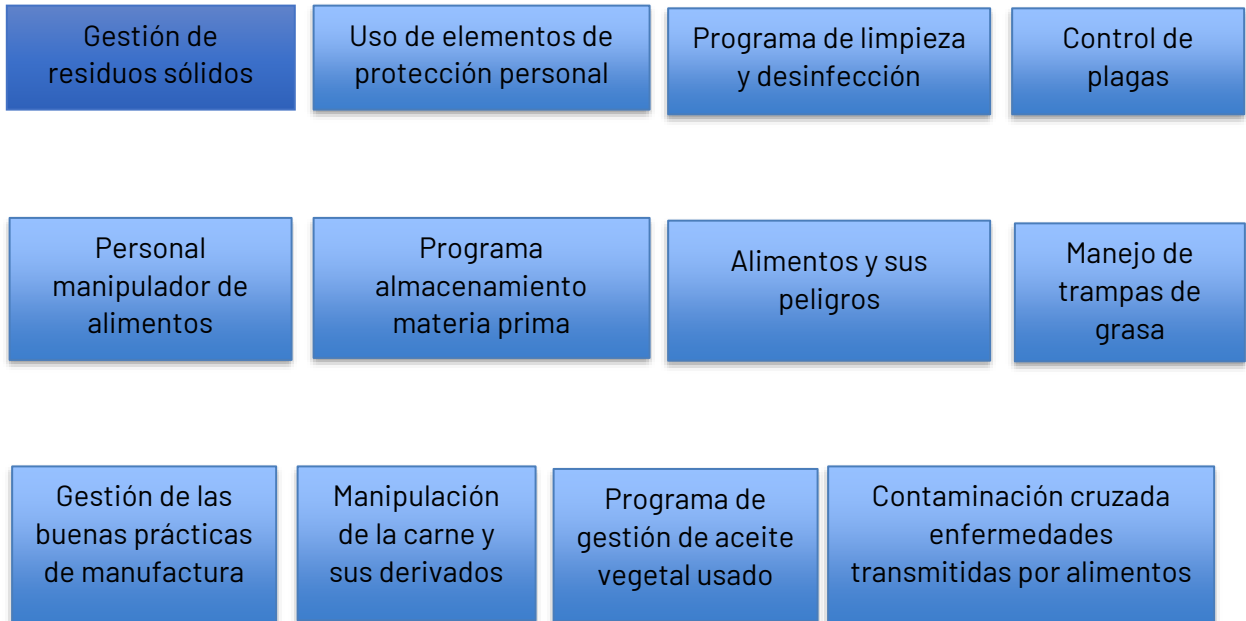 Gestión de
residuos sólidos
Uso de elementos de
protección personal
Programa de limpieza
y desinfección
Control de
plagas
Personal
manipulador de
alimentos
Programa
almacenamiento
materia prima
Alimentos y sus
peligros
Manejo de
trampas de
grasa
Gestión de las
buenas prácticas
de manufactura
Manipulación
de la carne y
sus derivados
Programa de
gestión de aceite
vegetal usado
Contaminación cruzada
enfermedades
transmitidas por alimentos